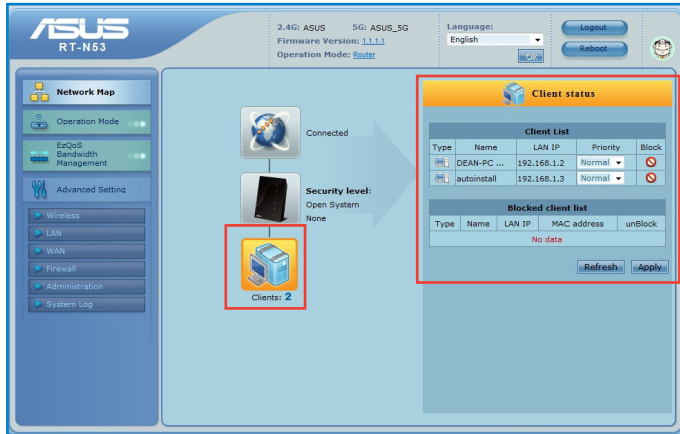 ASUS
RT-N53
2.4G: ASUS 5G: ASUS_5G
Firmware Version: 1.1.1.1
Operation Mode: Router
Language:
English
OK
Logout
Reboot
Network Map
Operation Mode
EzQoS
Bandwidth
Management
Advanced Setting
Wireless
LAN
WAN
Firewall
Administration
System Log
Connected
Security level:
Open System
None
Clients: 2
Client status
Client List
Type Name LAN IP Priority Block
DEAN-PC ... 192.168.1.2 Normal
autoinstall 192.168.1.3 Normal
Blocked client list
Type Name LAN IP MAC address unBlock
No data
Refresh Apply